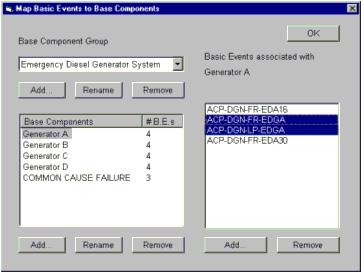 Map Basic Events to Base Components
OK
Base Component Group
Emergency Diesel Generator System
Add...
Rename
Remove
Basic Events associated with
Generator A
Base Components
# B.E.s
Generator A
4
Generator B
4
Generator C
4
Generator D
4
COMMON CAUSE FAILURE
3
ACP-DGN-FR-EDA16
ACP-DGN-FR-EDGA
ACP-DGN-LP-EDGA
ACP-DGN-FR-EDA30
Add...
Rename
Remove
Add...
Remove